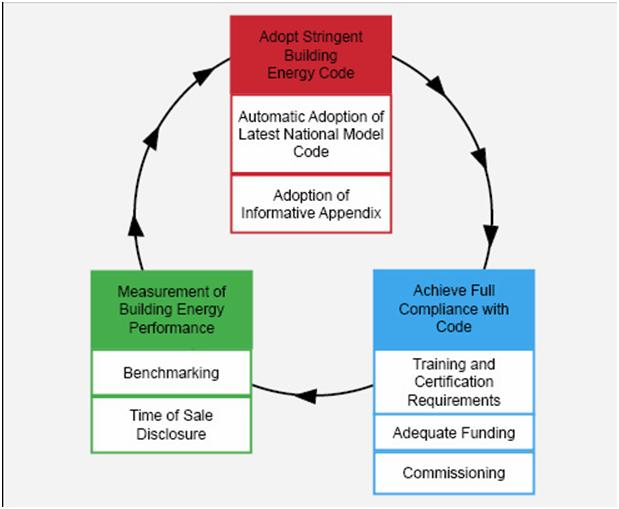 Adopt Stringent
Building
Energy Code
Automatic Adoption of
Latest National Model
Code
Adoption of
Informative Appendix
Achieve Full
Compliance with
Code
Training and
Certification
Requirements
Adequate Funding
Commissioning
Measurement of
Building Energy
Performance
Benchmarking
Time of Sale
Disclosure